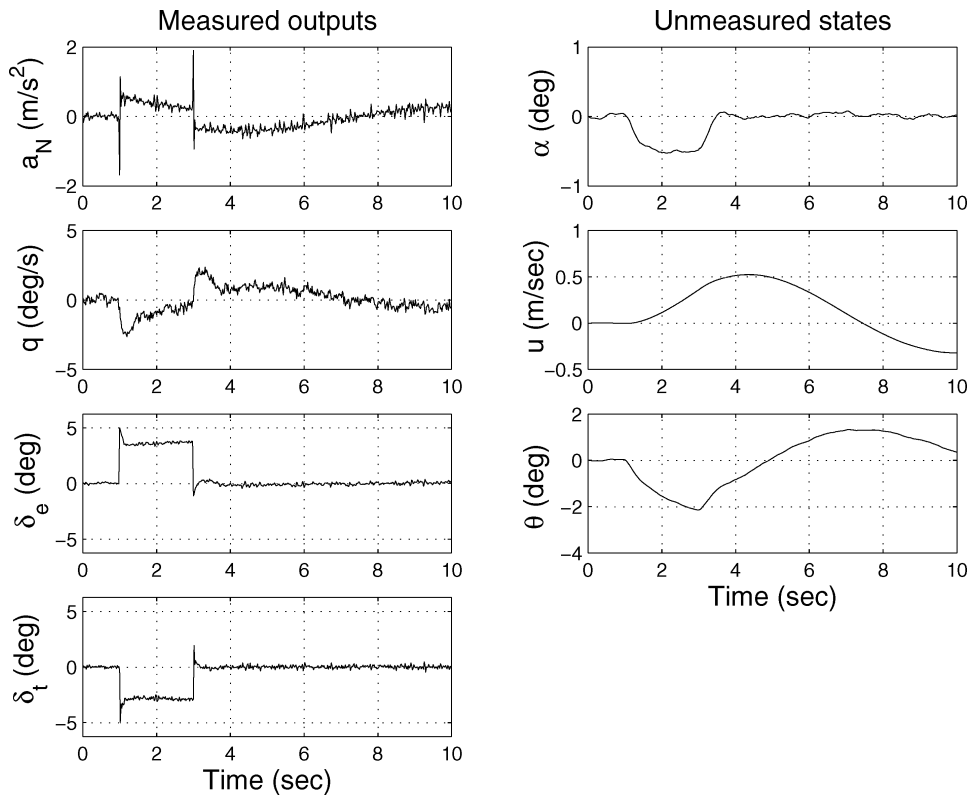 Measured outputs
2
0
−2
a_N (m/s²)
0 2 4 6 8 10
5
0
−5
q (deg/s)
0 2 4 6 8 10
5
0
−5
δ_e (deg)
0 2 4 6 8 10
5
0
−5
δ_t (deg)
0 2 4 6 8 10
Time (sec)
Unmeasured states
1
0
−1
α (deg)
0 2 4 6 8 10
1
0.5
0
−0.5
u (m/sec)
0 2 4 6 8 10
2
0
−2
−4
θ (deg)
0 2 4 6 8 10
Time (sec)